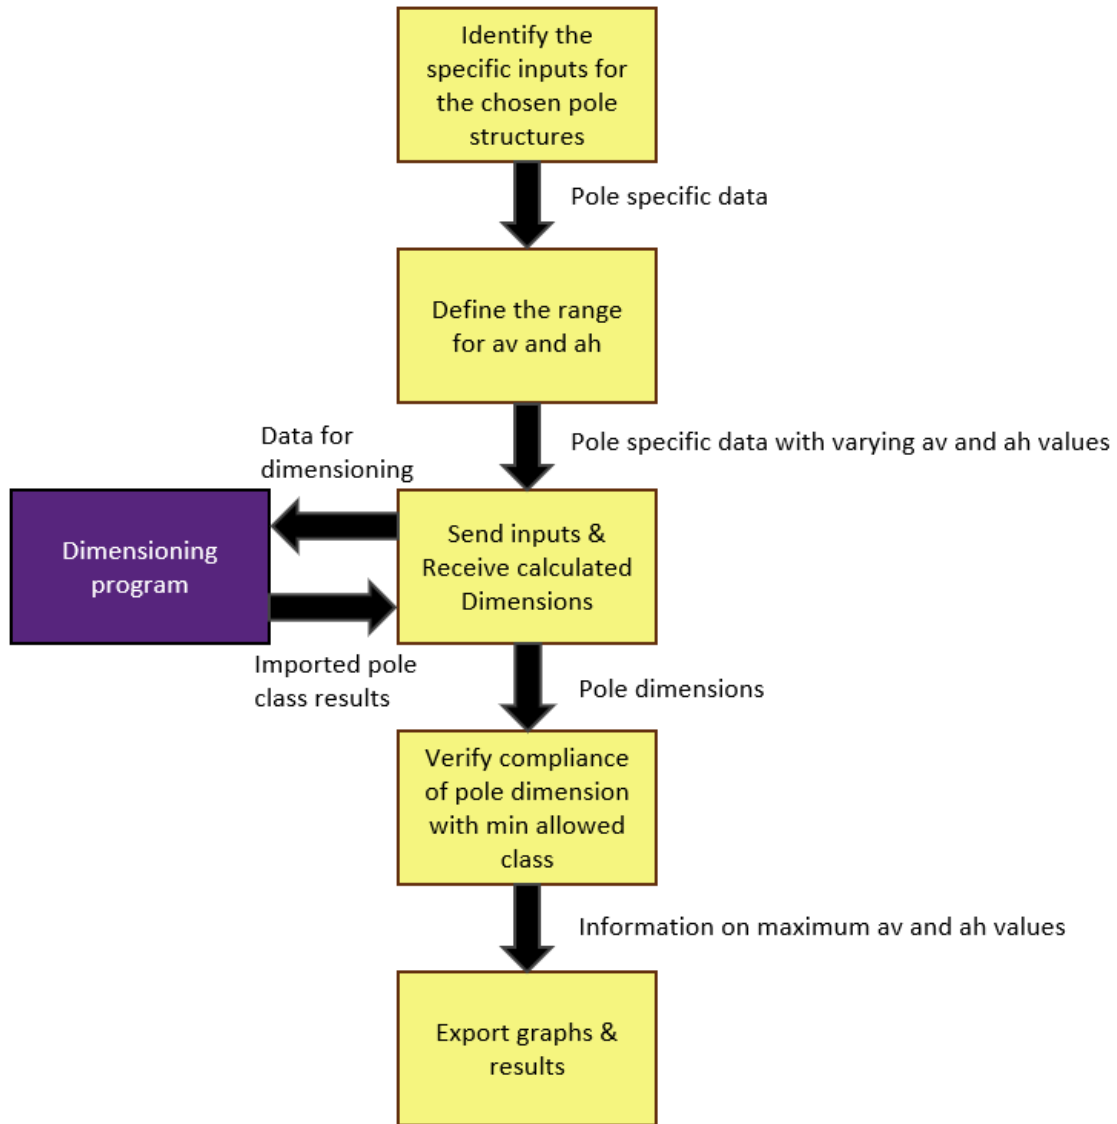 Identify the
specific inputs for
the chosen pole
structures
Pole specific data
Define the range
for av and ah
Pole specific data with varying av and ah values
Data for
dimensioning
Send inputs &
Receive calculated
Dimensions
Dimensioning
program
Imported pole
class results
Pole dimensions
Verify compliance
of pole dimension
with min allowed
class
Information on maximum av and ah values
Export graphs &
results